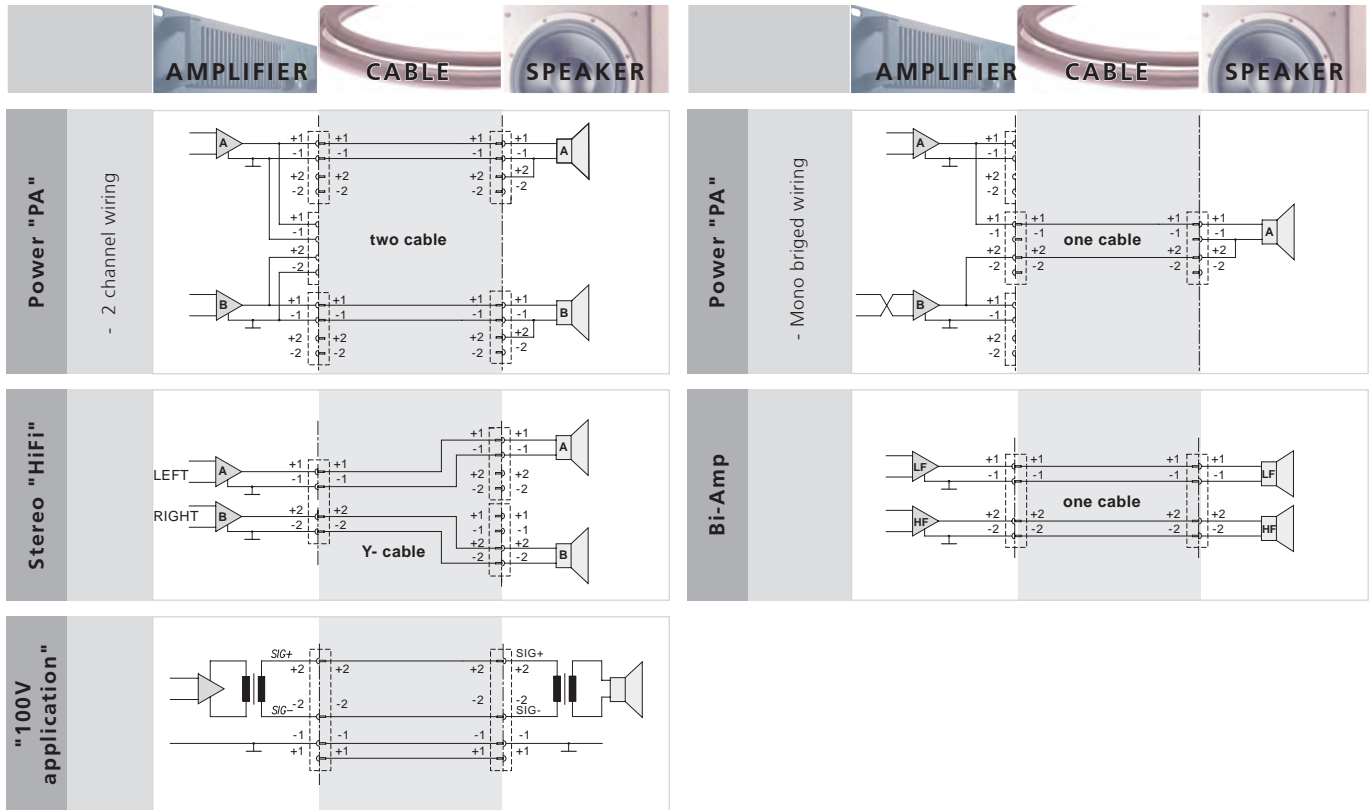 AMPLIFIER CABLE SPEAKER
Power "PA"
- 2 channel wiring
A
+1 +1 +1 +1
-1 -1 -1 -1
+2 +2 +2 +2
-2 -2 -2 -2
A
+1
-1
+2
-2
two cable
B
+1 +1 +1 +1
-1 -1 -1 -1
+2 +2 +2 +2
-2 -2 -2 -2
B
AMPLIFIER CABLE SPEAKER
Power "PA"
- Mono briged wiring
A
+1
-1
+2
-2
+1 +1 +1 +1
-1 -1 -1 -1
+2 +2 +2 +2
-2 -2 -2 -2
one cable
A
B
+1
-1
+2
-2
Stereo "HiFi"
LEFT
A
+1 +1
-1 -1
RIGHT
B
+2 +2
-2 -2
Y- cable
+1 +1
-1 -1
+2 +2
-2 -2
A
+1 +1
-1 -1
+2 +2
-2 -2
B
Bi-Amp
LF
+1 +1 +1 +1
-1 -1 -1 -1
LF
one cable
HF
+2 +2 +2 +2
-2 -2 -2 -2
HF
"100V
application"
SIG+ SIG+
+2 +2 +2 +2
-2 -2 -2 -2
SIG– SIG-
-1 -1 -1 -1
+1 +1 +1 +1